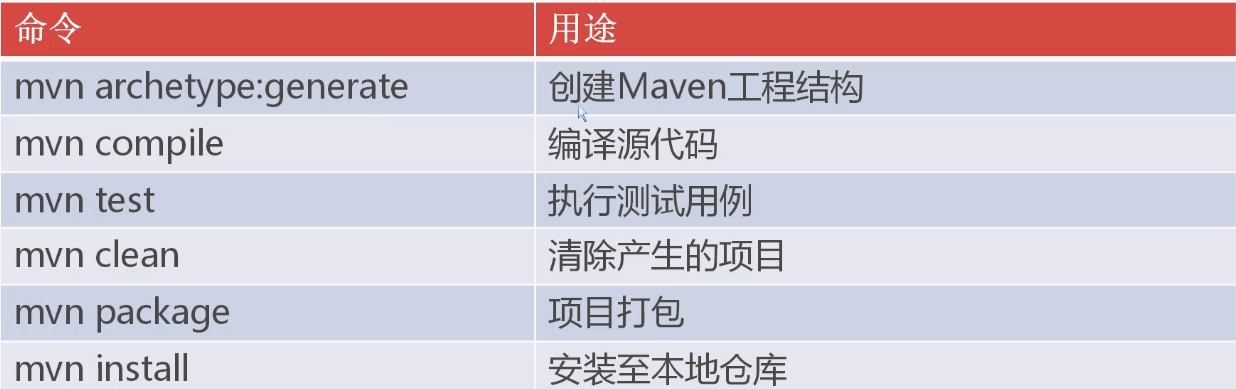 命令 用途
mvn archetype:generate 创建Maven工程结构
mvn compile 编译源代码
mvn test 执行测试用例
mvn clean 清除产生的项目
mvn package 项目打包
mvn install 安装至本地仓库